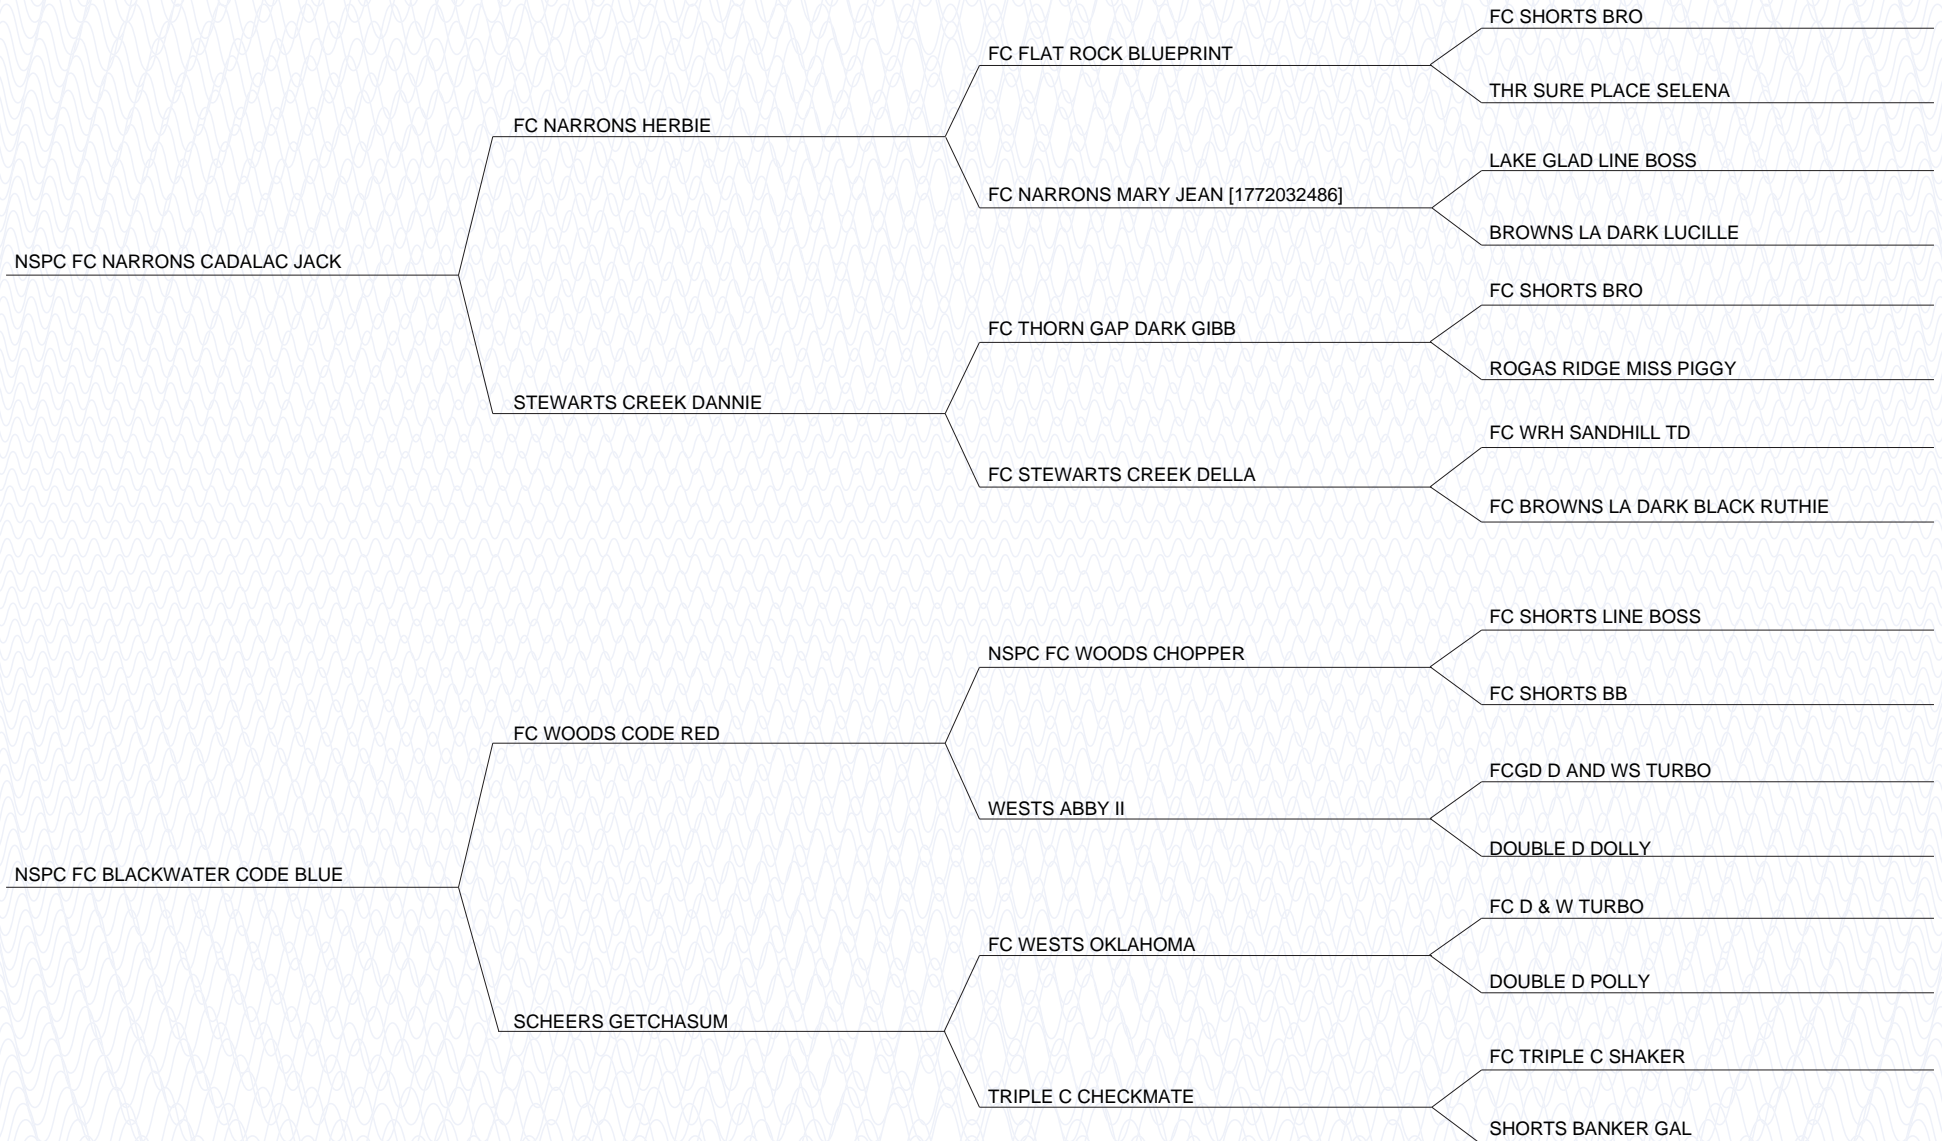 FC SHORTS BRO
FC FLAT ROCK BLUEPRINT
THR SURE PLACE SELENA
FC NARRONS HERBIE
LAKE GLAD LINE BOSS
FC NARRONS MARY JEAN [1772032486]
BROWNS LA DARK LUCILLE
NSPC FC NARRONS CADALAC JACK
FC SHORTS BRO
FC THORN GAP DARK GIBB
ROGAS RIDGE MISS PIGGY
STEWARTS CREEK DANNIE
FC WRH SANDHILL TD
FC STEWARTS CREEK DELLA
FC BROWNS LA DARK BLACK RUTHIE
FC SHORTS LINE BOSS
NSPC FC WOODS CHOPPER
FC SHORTS BB
FC WOODS CODE RED
FCGD D AND WS TURBO
WESTS ABBY II
DOUBLE D DOLLY
NSPC FC BLACKWATER CODE BLUE
FC D & W TURBO
FC WESTS OKLAHOMA
DOUBLE D POLLY
SCHEERS GETCHASUM
FC TRIPLE C SHAKER
TRIPLE C CHECKMATE
SHORTS BANKER GAL